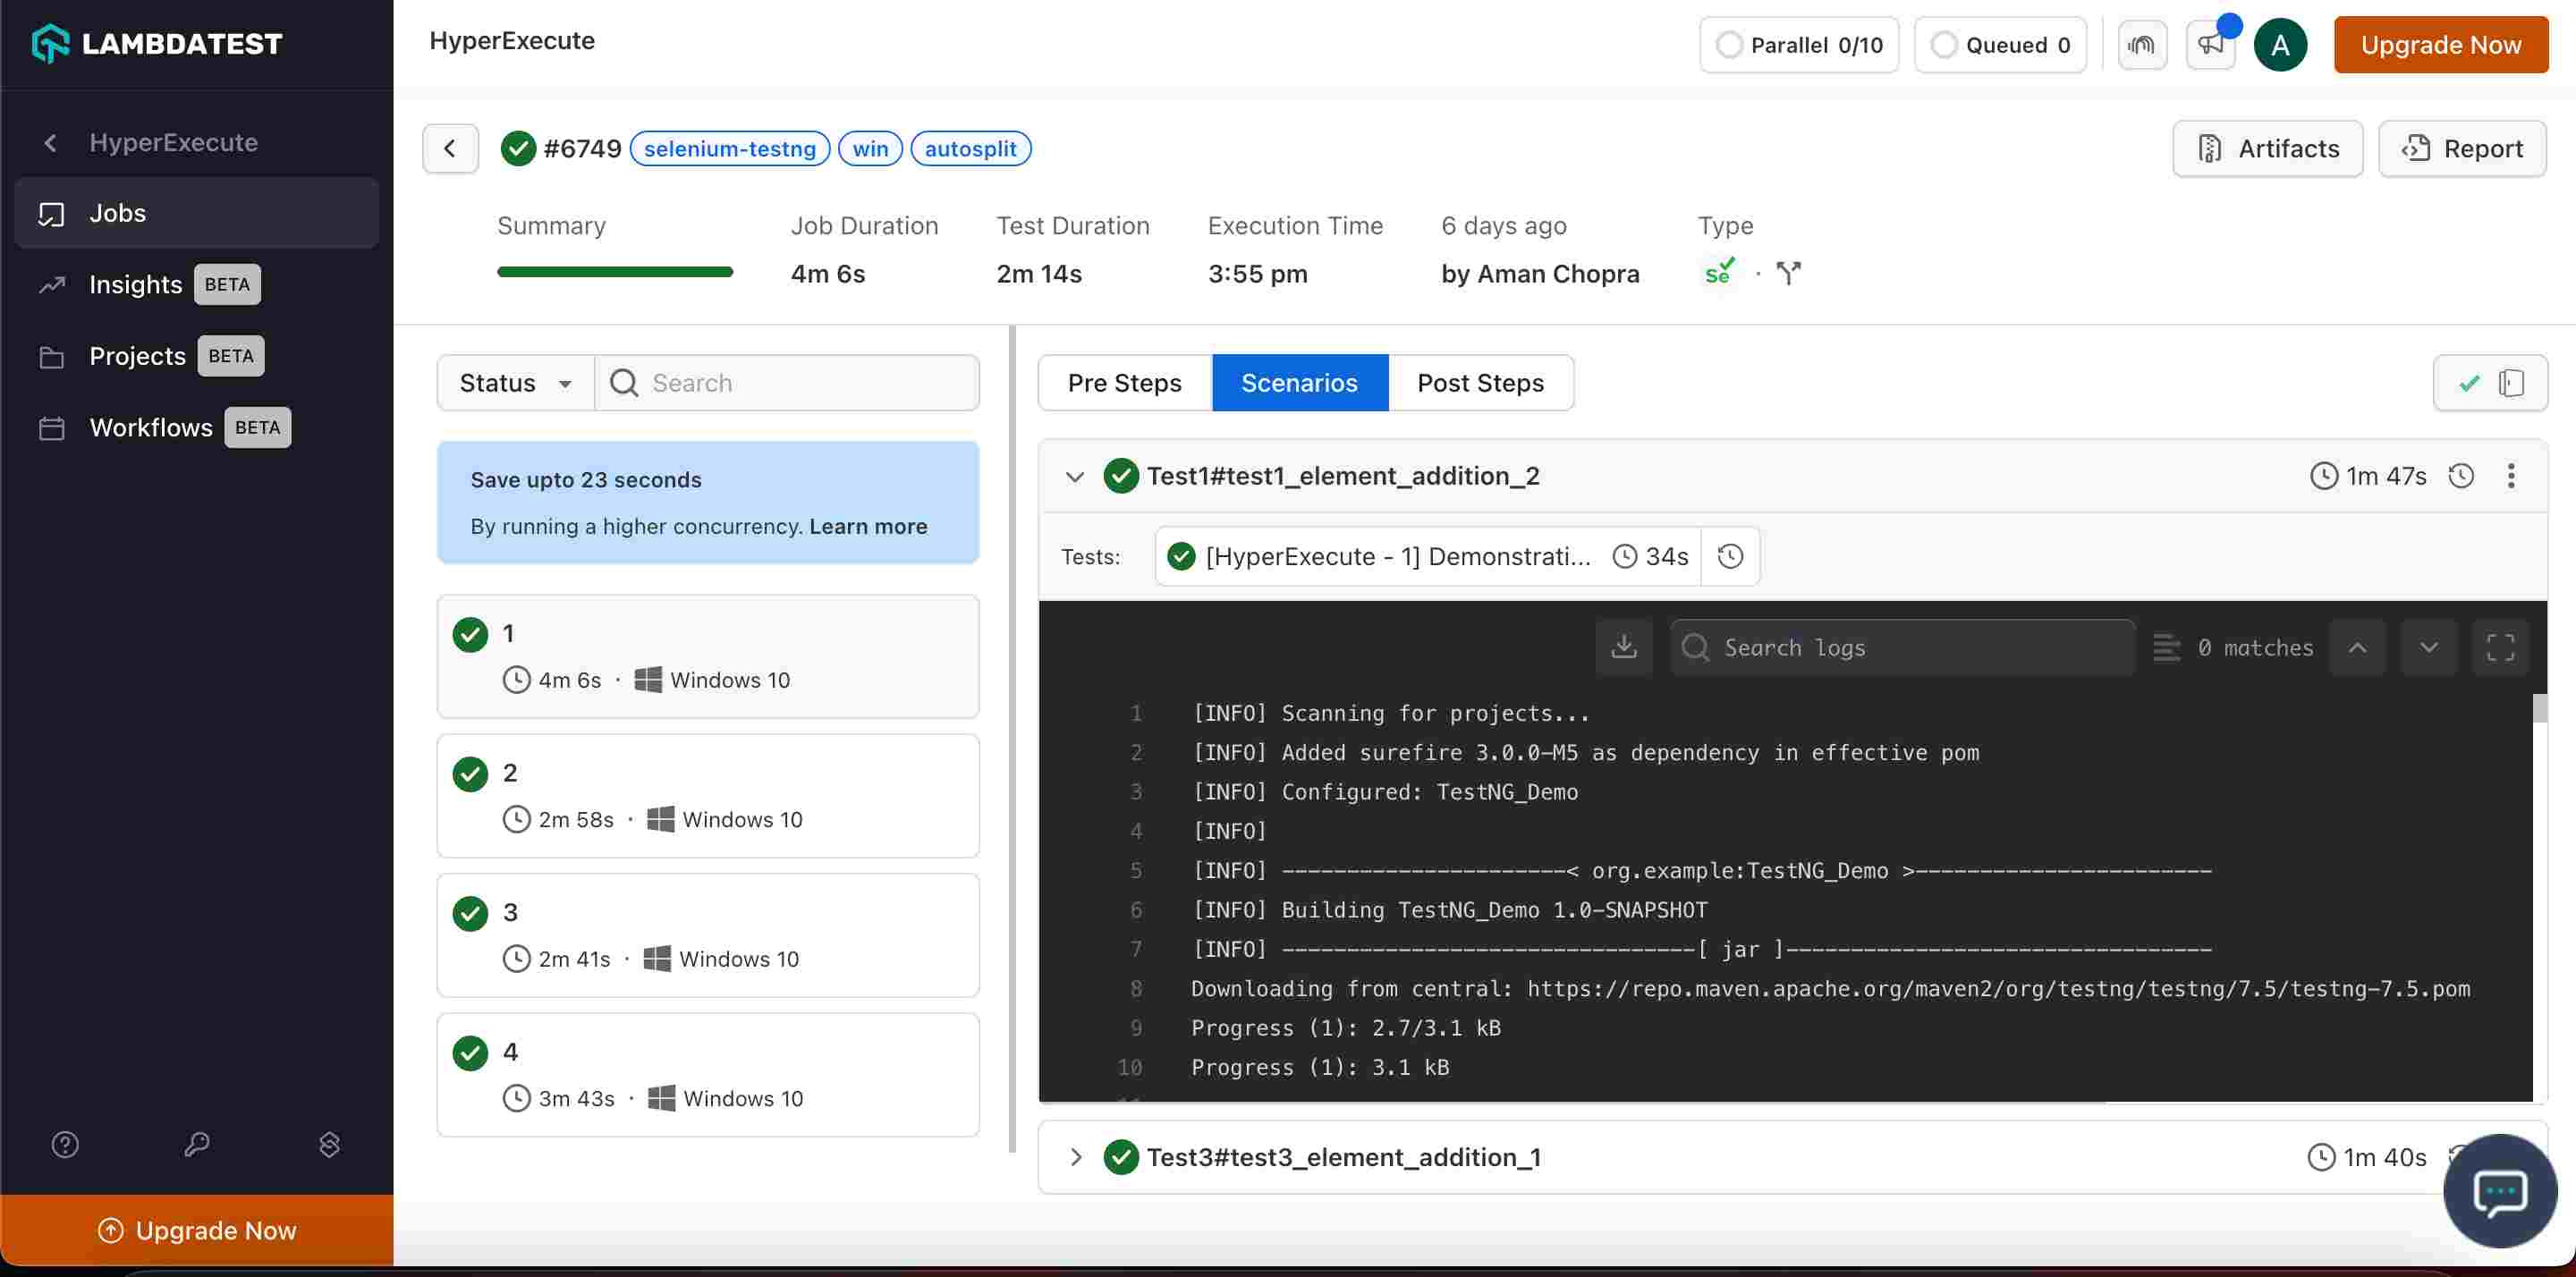 LAMBDATEST
HyperExecute
Parallel 0/10
Queued 0
A
Upgrade Now
HyperExecute
Jobs
Insights BETA
Projects BETA
Workflows BETA
Upgrade Now
#6749 selenium-testng win autosplit
Artifacts
Report
Summary
Job Duration
4m 6s
Test Duration
2m 14s
Execution Time
3:55 pm
6 days ago
by Aman Chopra
Type
se
Status
Search
Save upto 23 seconds
By running a higher concurrency. Learn more
1
4m 6s · Windows 10
2
2m 58s · Windows 10
3
2m 41s · Windows 10
4
3m 43s · Windows 10
Pre Steps Scenarios Post Steps
Test1#test1_element_addition_2 1m 47s
Tests: [HyperExecute - 1] Demonstrati... 34s
Search logs 0 matches
1 [INFO] Scanning for projects...
2 [INFO] Added surefire 3.0.0-M5 as dependency in effective pom
3 [INFO] Configured: TestNG_Demo
4 [INFO]
5 [INFO] ----------------------< org.example:TestNG_Demo >-----------------------
6 [INFO] Building TestNG_Demo 1.0-SNAPSHOT
7 [INFO] --------------------------------[ jar ]---------------------------------
8 Downloading from central: https://repo.maven.apache.org/maven2/org/testng/testng/7.5/testng-7.5.pom
9 Progress (1): 2.7/3.1 kB
10 Progress (1): 3.1 kB
Test3#test3_element_addition_1 1m 40s